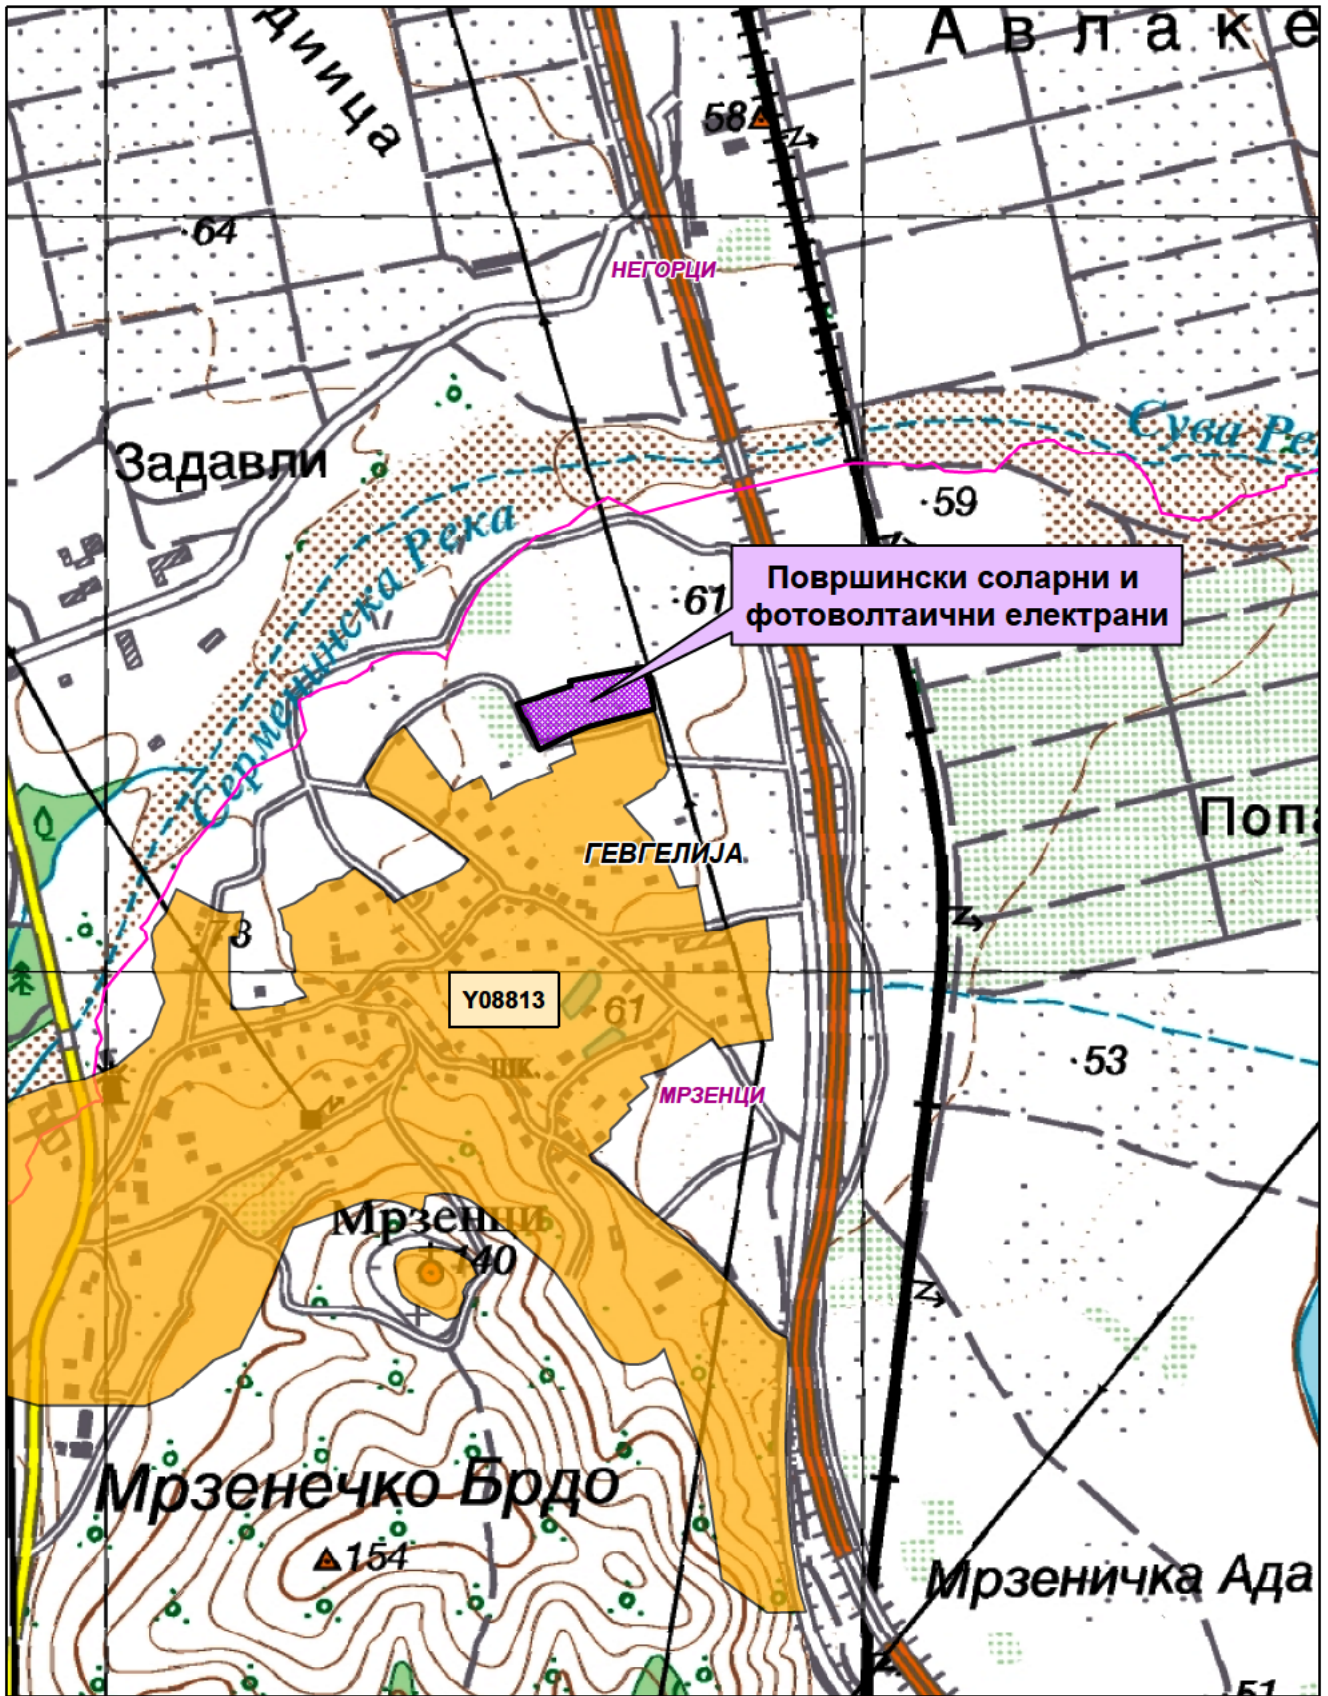 Авлаке
диица
58
64
НЕГОРЦИ
Сува Ре
Задавли
59
Серменинска Река
Површински соларни и
фотоволтаични електрани
61
Попа
ГЕВГЕЛИЈА
73
Y08813
61
53
шк.
МРЗЕНЦИ
Мрзенци
140
Мрзенечко Брдо
154
Мрзеничка Ада
51